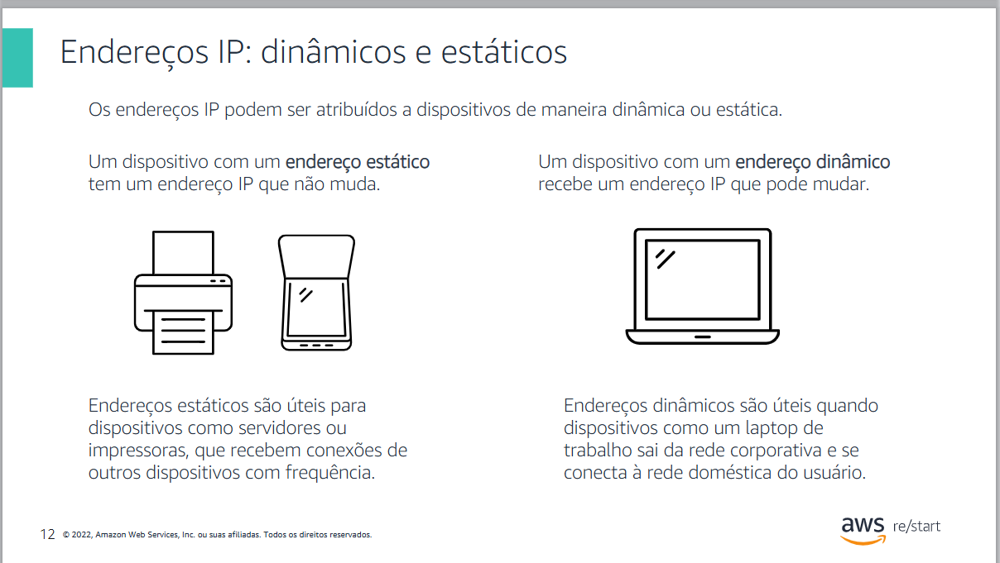 Endereços IP: dinâmicos e estáticos
Os endereços IP podem ser atribuídos a dispositivos de maneira dinâmica ou estática.
Um dispositivo com um endereço estático
tem um endereço IP que não muda.
Um dispositivo com um endereço dinâmico
recebe um endereço IP que pode mudar.
Endereços estáticos são úteis para
dispositivos como servidores ou
impressoras, que recebem conexões de
outros dispositivos com frequência.
Endereços dinâmicos são úteis quando
dispositivos como um laptop de
trabalho sai da rede corporativa e se
conecta à rede doméstica do usuário.
12 © 2022, Amazon Web Services, Inc. ou suas afiliadas. Todos os direitos reservados.
aws re/start